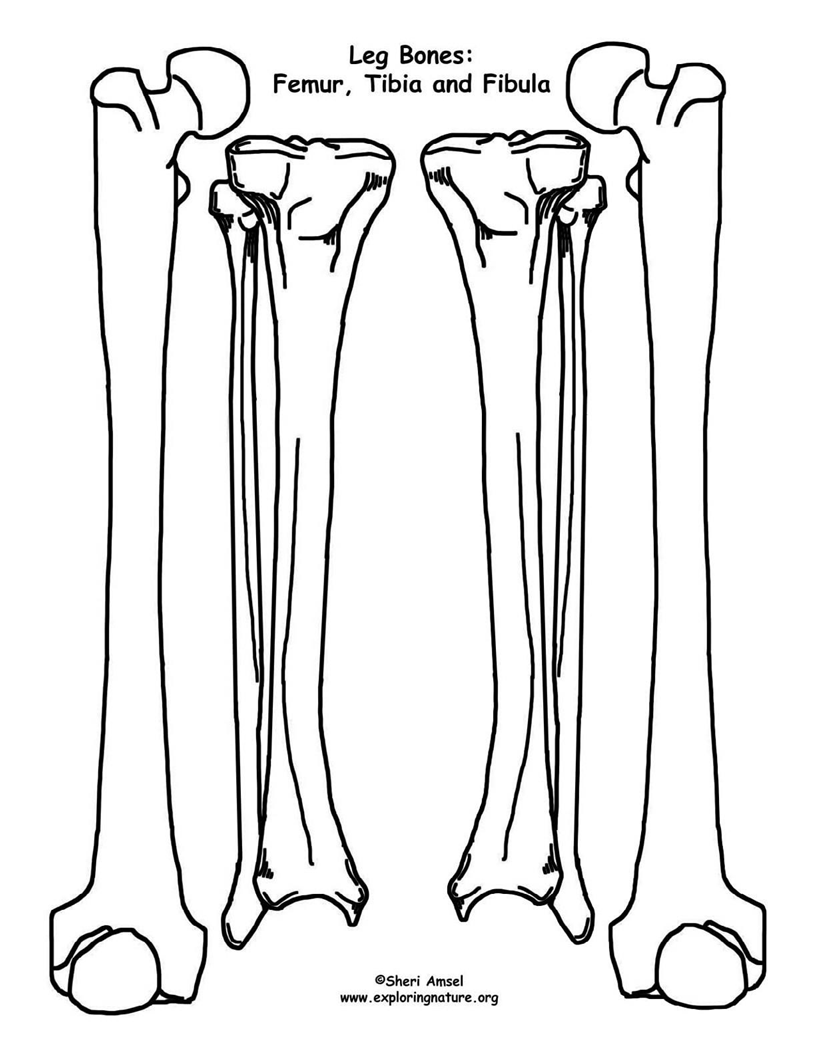 Leg Bones:
Femur, Tibia and Fibula
©Sheri Amsel
www.exploringnature.org